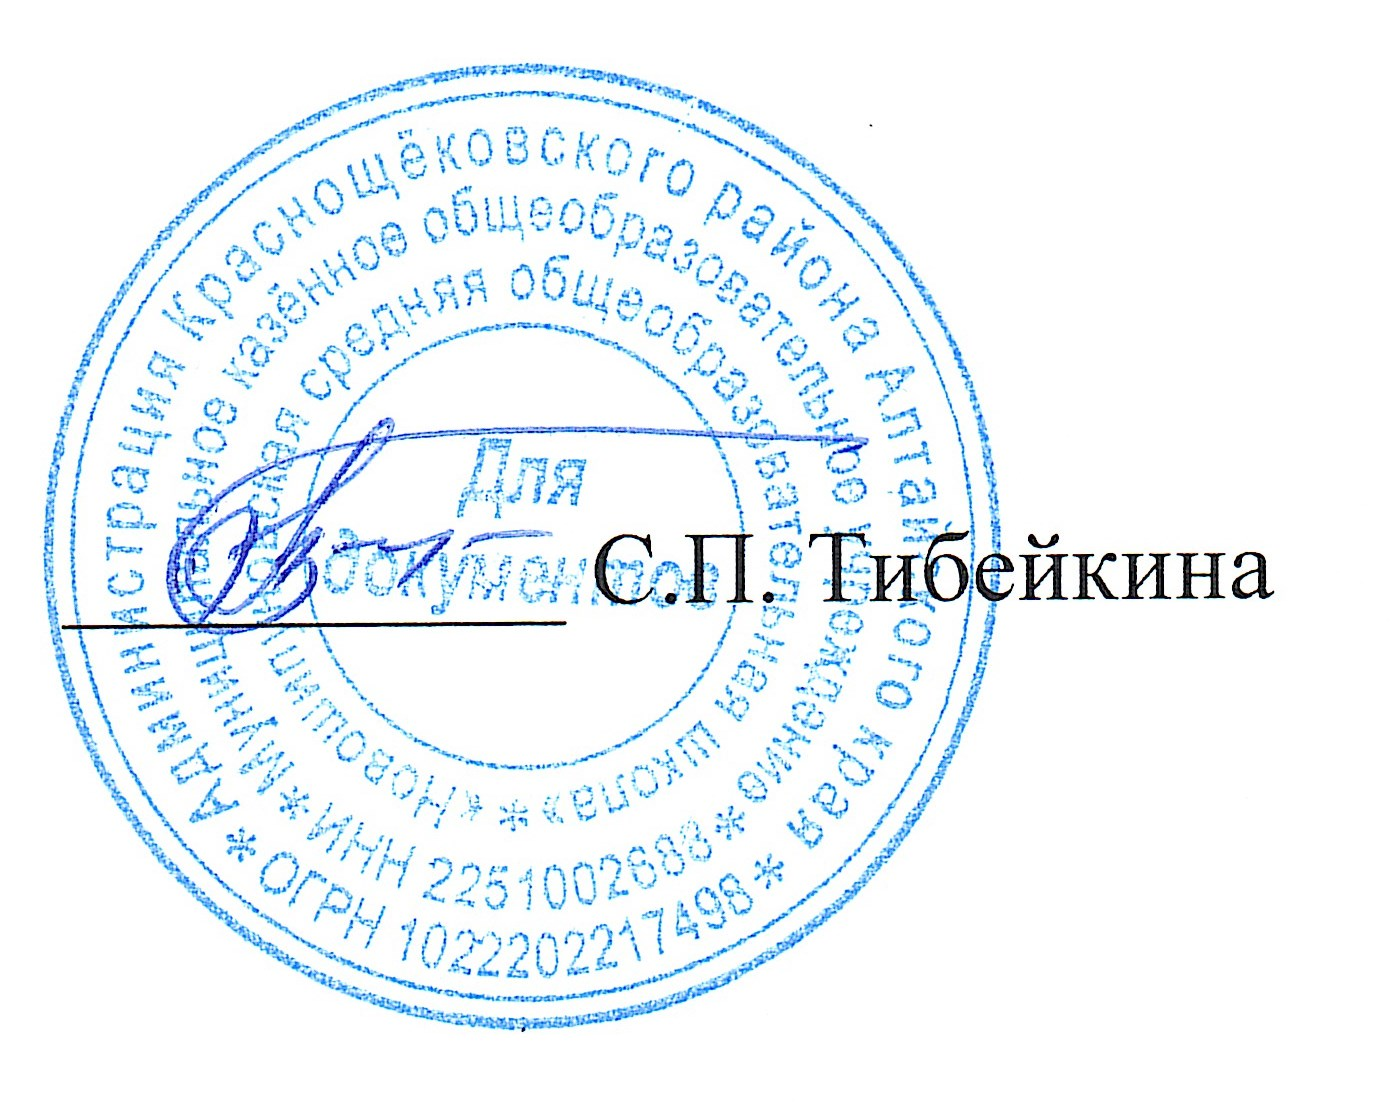 Администрация Краснощёковского района Алтайского края
* ОГРН 1022202217498 *
Муниципальное казённое общеобразовательное учреждение
* ИНН 2251002688 *
средняя общеобразовательная школа» *
Для
документов
С.П. Тибейкина